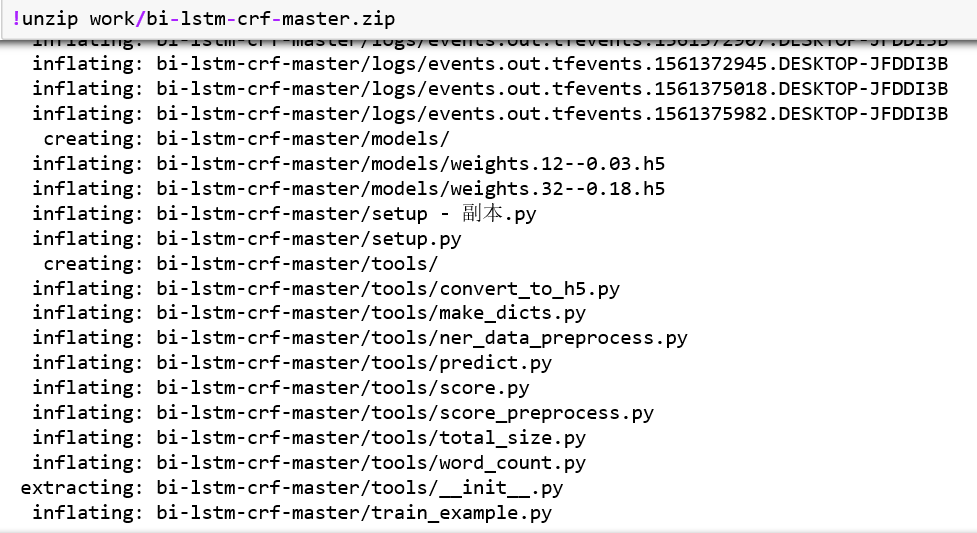 !unzip work/bi-lstm-crf-master.zip
inflating: bi-lstm-crf-master/logs/events.out.tfevents.1561372907.DESKTOP-JFDDI3B
inflating: bi-lstm-crf-master/logs/events.out.tfevents.1561372945.DESKTOP-JFDDI3B
inflating: bi-lstm-crf-master/logs/events.out.tfevents.1561375018.DESKTOP-JFDDI3B
inflating: bi-lstm-crf-master/logs/events.out.tfevents.1561375982.DESKTOP-JFDDI3B
creating: bi-lstm-crf-master/models/
inflating: bi-lstm-crf-master/models/weights.12--0.03.h5
inflating: bi-lstm-crf-master/models/weights.32--0.18.h5
inflating: bi-lstm-crf-master/setup - 副本.py
inflating: bi-lstm-crf-master/setup.py
creating: bi-lstm-crf-master/tools/
inflating: bi-lstm-crf-master/tools/convert_to_h5.py
inflating: bi-lstm-crf-master/tools/make_dicts.py
inflating: bi-lstm-crf-master/tools/ner_data_preprocess.py
inflating: bi-lstm-crf-master/tools/predict.py
inflating: bi-lstm-crf-master/tools/score.py
inflating: bi-lstm-crf-master/tools/score_preprocess.py
inflating: bi-lstm-crf-master/tools/total_size.py
inflating: bi-lstm-crf-master/tools/word_count.py
extracting: bi-lstm-crf-master/tools/__init__.py
inflating: bi-lstm-crf-master/train_example.py